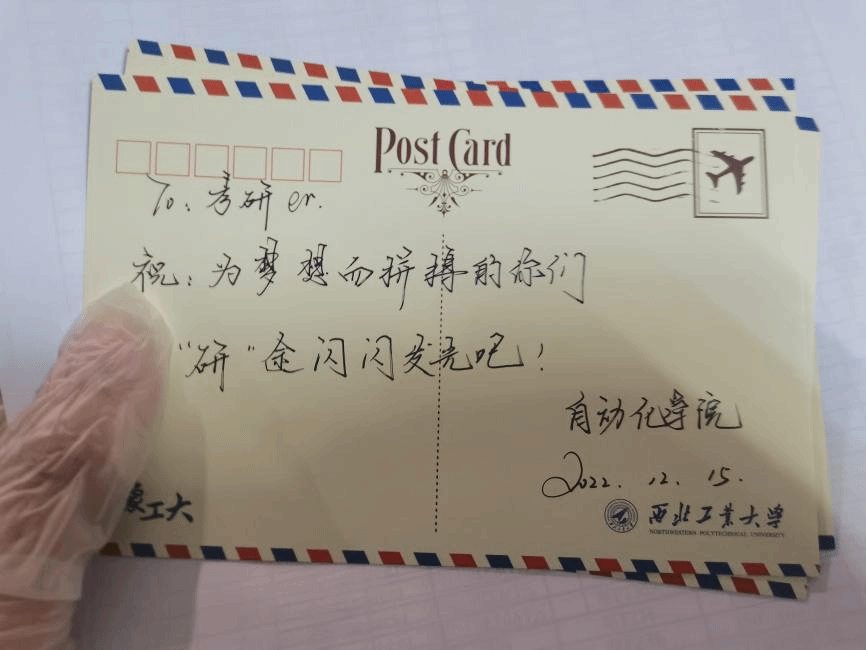 Post Card
To: 考研er.
祝: 为梦想而拼搏的你们
“研”途闪闪发光吧!
自动化学院
2022.12.15.
工大
西北工业大学
NORTHWESTERN POLYTECHNICAL UNIVERSITY